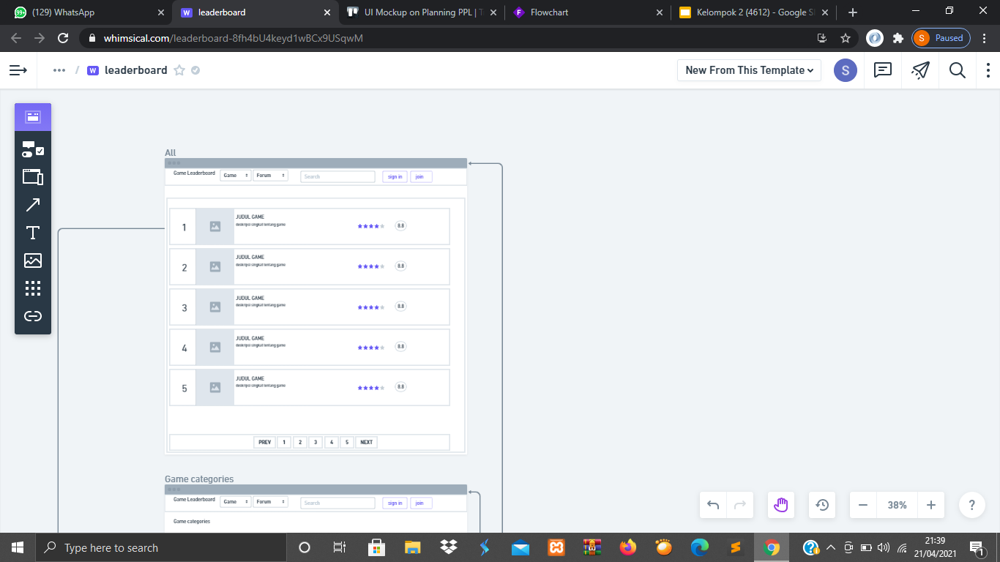 (129) WhatsApp
leaderboard
UI Mockup on Planning PPL | T
Flowchart
Kelompok 2 (4612) - Google Sl
whimsical.com/leaderboard-8fh4bU4keyd1wBCx9USqwM
S Paused
... / leaderboard
New From This Template
S
All
Game Leaderboard Game Forum Search sign in join
1 JUDUL GAME
deskripsi singkat tentang game
8.8
2 JUDUL GAME
deskripsi singkat tentang game
8.8
3 JUDUL GAME
deskripsi singkat tentang game
8.8
4 JUDUL GAME
deskripsi singkat tentang game
8.8
5 JUDUL GAME
deskripsi singkat tentang game
8.8
PREV 1 2 3 4 5 NEXT
Game categories
Game Leaderboard Game Forum Search sign in join
Game categories
38%
?
Type here to search
21:39
21/04/2021
1